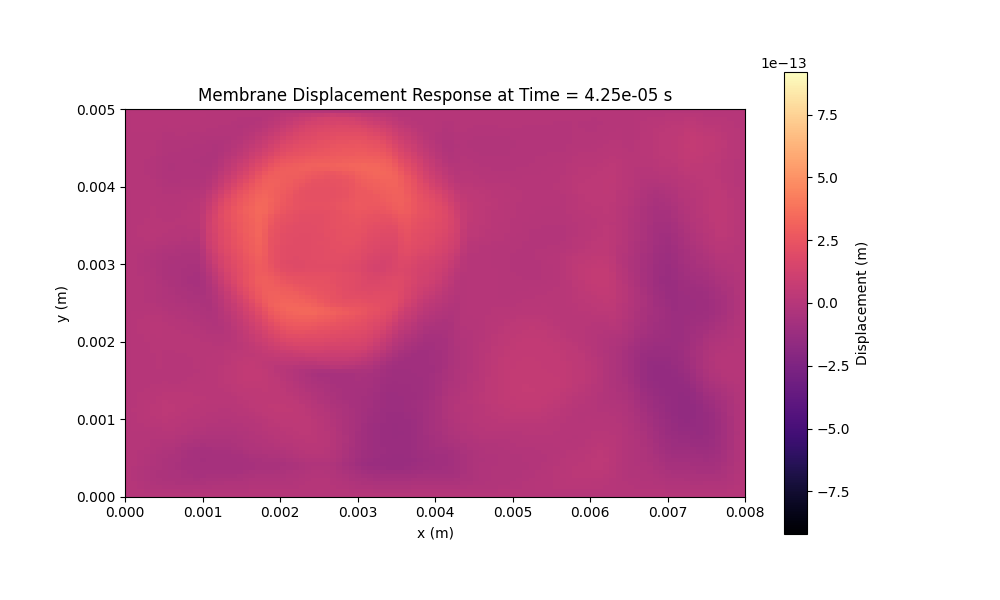 1e−13
Membrane Displacement Response at Time = 4.25e-05 s
0.005
0.004
0.003
0.002
0.001
0.000
y (m)
0.000 0.001 0.002 0.003 0.004 0.005 0.006 0.007 0.008
x (m)
7.5
5.0
2.5
0.0
−2.5
−5.0
−7.5
Displacement (m)